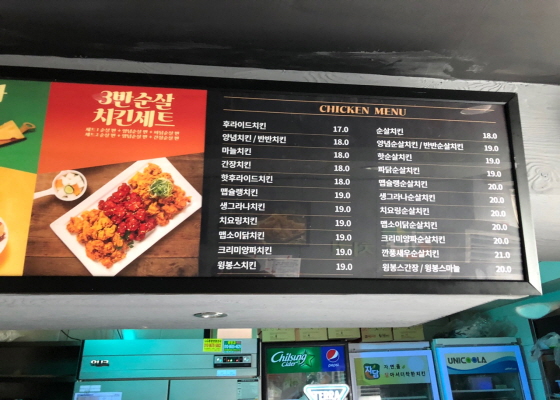 3반순살
치킨세트
CHICKEN MENU
후라이드치킨 17.0
양념치킨 / 반반치킨 18.0
마늘치킨 18.0
간장치킨 18.0
핫후라이드치킨 18.0
맵슐랭치킨 19.0
생그라나치킨 19.0
치요링치킨 19.0
맵소이닭치킨 19.0
크리미양파치킨 19.0
윙봉스치킨 19.0
순살치킨 18.0
양념순살치킨 / 반반순살치킨 19.0
핫순살치킨 19.0
파닭순살치킨 19.0
맵슐랭순살치킨 20.0
생그라나순살치킨 20.0
치요링순살치킨 20.0
맵소이닭순살치킨 20.0
크리미양파순살치킨 20.0
깐풍새우순살치킨 21.0
윙봉스간장 / 윙봉스마늘 20.0
Chilsung
Cider
pepsi
TERRA
UNICOOLA